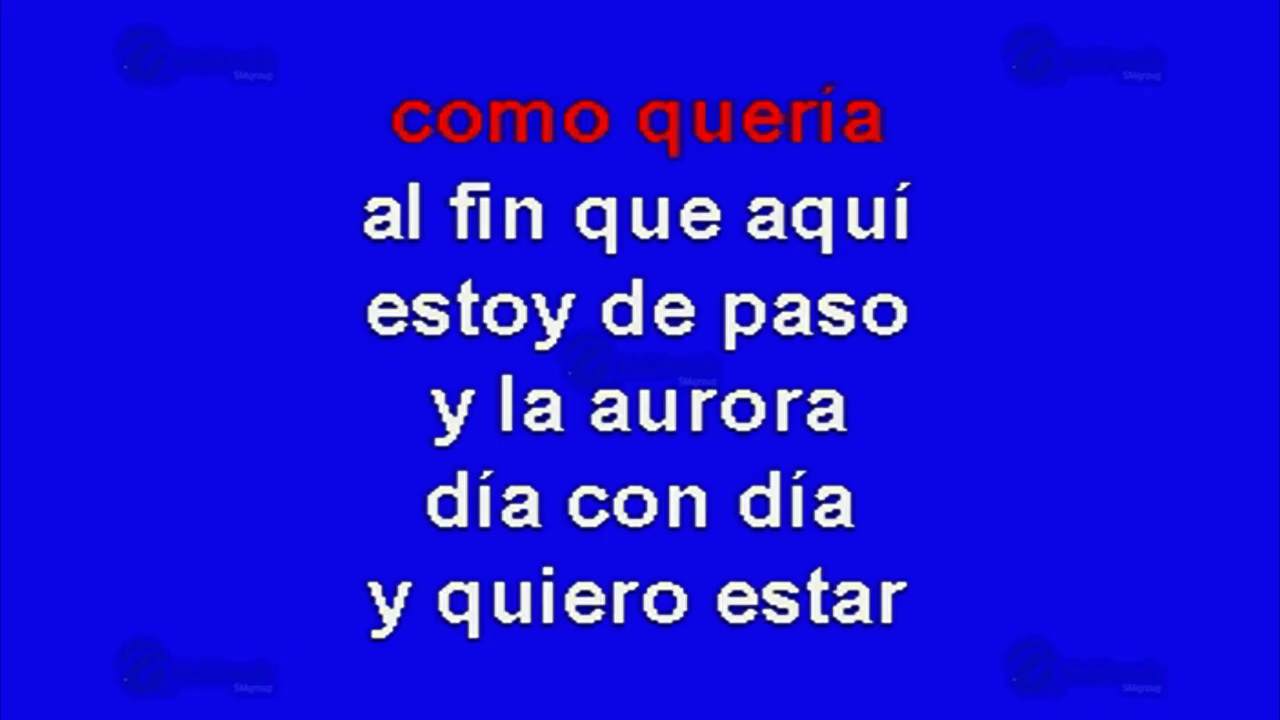 como quería
al fin que aquí
estoy de paso
y la aurora
día con día
y quiero estar